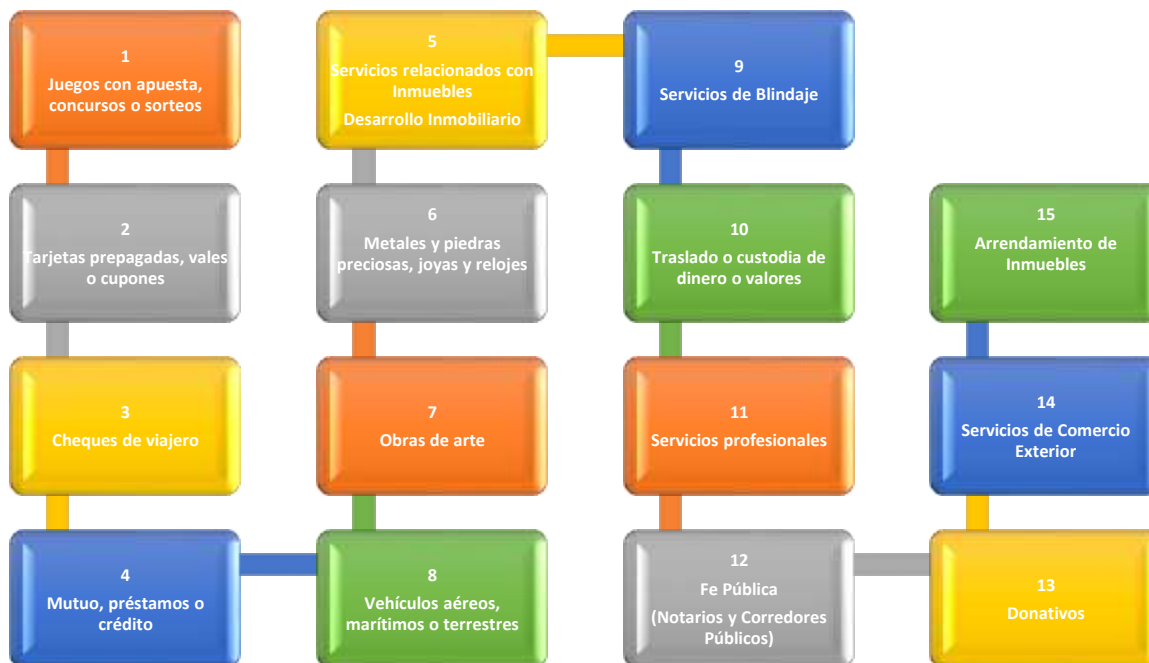 1
Juegos con apuesta,
concursos o sorteos
2
Tarjetas prepagadas, vales
o cupones
3
Cheques de viajero
4
Mutuo, préstamos o
crédito
5
Servicios relacionados con
Inmuebles
Desarrollo Inmobiliario
6
Metales y piedras
preciosas, joyas y relojes
7
Obras de arte
8
Vehículos aéreos,
marítimos o terrestres
9
Servicios de Blindaje
10
Traslado o custodia de
dinero o valores
11
Servicios profesionales
12
Fe Pública
(Notarios y Corredores
Públicos)
13
Donativos
14
Servicios de Comercio
Exterior
15
Arrendamiento de
Inmuebles